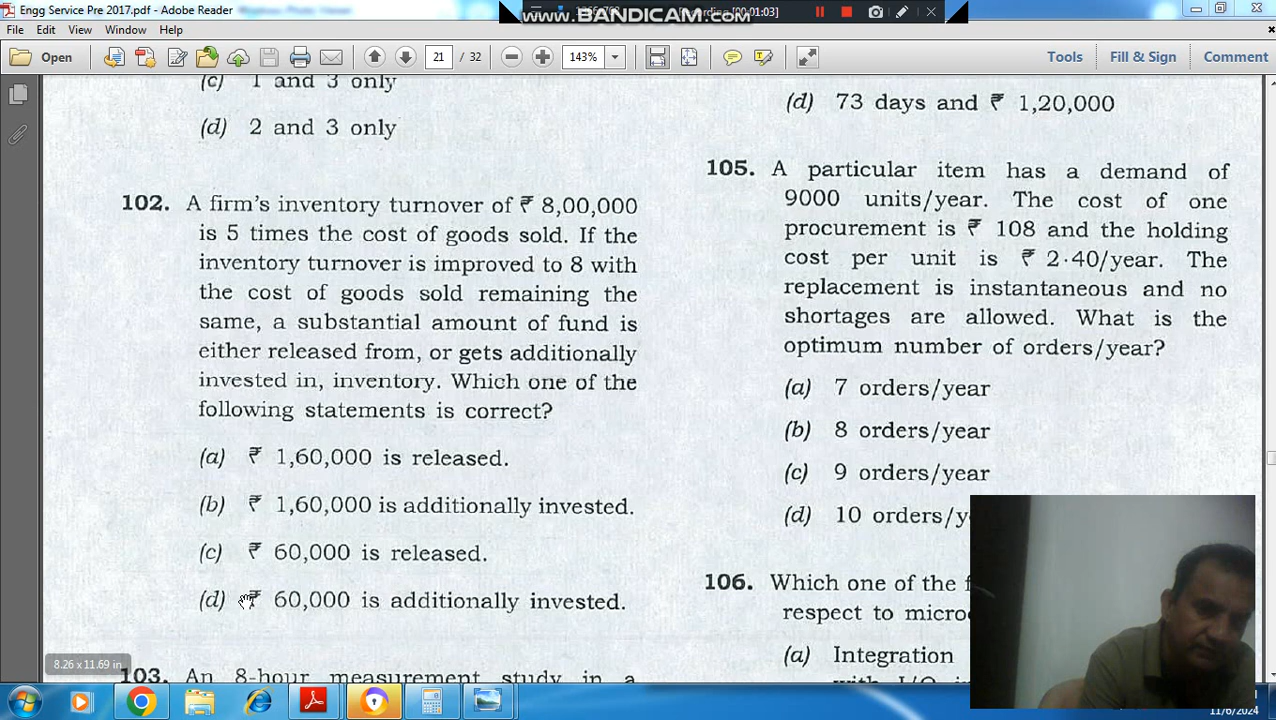 Engg Service Pre 2017.pdf - Adobe Reader
www.BANDICAM.com
[00:01:03]
File Edit View Window Help
Open
21 / 32
143%
Tools Fill & Sign Comment
(c) 1 and 3 only
(d) 2 and 3 only
102. A firm's inventory turnover of ₹ 8,00,000
is 5 times the cost of goods sold. If the
inventory turnover is improved to 8 with
the cost of goods sold remaining the
same, a substantial amount of fund is
either released from, or gets additionally
invested in, inventory. Which one of the
following statements is correct?
(a) ₹ 1,60,000 is released.
(b) ₹ 1,60,000 is additionally invested.
(c) ₹ 60,000 is released.
(d) ₹ 60,000 is additionally invested.
8.26 x 11.69 in
103. An 8-hour measurement study in a
(d) 73 days and ₹ 1,20,000
105. A particular item has a demand of
9000 units/year. The cost of one
procurement is ₹ 108 and the holding
cost per unit is ₹ 2·40/year. The
replacement is instantaneous and no
shortages are allowed. What is the
optimum number of orders/year?
(a) 7 orders/year
(b) 8 orders/year
(c) 9 orders/year
(d) 10 orders/y
106. Which one of the f
respect to micro
(a) Integration
11/6/2024